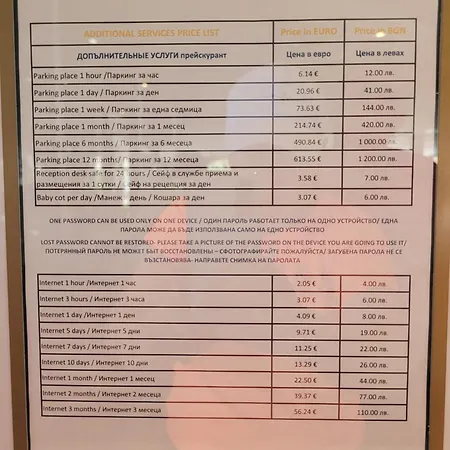 ADDITIONAL SERVICES PRICE LIST Price in EURO Price in BGN
ДОПЪЛНИТЕЛЬНЫЕ УСЛУГИ прейскурант Цена в евро Цена в левах
Parking place 1 hour /Паркинг за час 6.14 € 12.00 лв.
Parking place 1 day / Паркинг за ден 20.96 € 41.00 лв.
Parking place 1 week / Паркинг за една седмица 73.63 € 144.00 лв.
Parking place 1 month / Паркинг за 1 месец 214.74 € 420.00 лв.
Parking place 6 months / Паркинг за 6 месеца 490.84 € 1 000.00 лв.
Parking place 12 months/ Паркинг за 12 месеца 613.55 € 1 200.00 лв.
Reception desk safe for 24 hours / Сейф в службе приема и
размещения за 1 сутки / Сейф на рецепция за ден 3.58 € 7.00 лв.
Baby cot per day /Манеж день / Кошара за ден 3.07 € 6.00 лв.
ONE PASSWORD CAN BE USED ONLY ON ONE DEVICE / ОДИН ПАРОЛЬ РАБОТАЕТ ТОЛЬКО НА ОДНО УСТРОЙСТВО/ ЕДНА
ПАРОЛА МОЖЕ ДА БЪДЕ ИЗПОЛЗВАНА САМО НА ЕДНО УСТРОЙСТВО
LOST PASSWORD CANNOT BE RESTORED- PLEASE TAKE A PICTURE OF THE PASSWORD ON THE DEVICE YOU ARE GOING TO USE IT/
ПОТЕРЯННЫЙ ПАРОЛЬ НЕ МОЖЕТ БЫТ ВОССТАНОВЛЕНЫ – СФОТОГРАФИРАЙТЕ ПОЖАЛУЙСТА/ ЗАГУБЕНА ПАРОЛА НЕ СЕ
ВЪЗСТАНОВЯВА- НАПРАВЕТЕ СНИМКА НА ПАРОЛАТА
Internet 1 hour /Интернет 1 час 2.05 € 4.00 лв.
Internet 3 hours / Интернет 3 часа 3.07 € 6.00 лв.
Internet 1 day / Интернет 1 ден 4.09 € 8.00 лв.
Internet 5 days / Интернет 5 дни 9.71 € 19.00 лв.
Internet 7 days / Интернет 7 дни 11.25 € 22.00 лв.
Internet 10 days / Интернет 10 дни 13.29 € 26.00 лв.
Internet 1 month / Интернет 1 месец 22.50 € 44.00 лв.
Internet 2 months / Интернет 2 месеца 39.37 € 77.00 лв.
Internet 3 months / Интернет 3 месеца 56.24 € 110.00 лв.